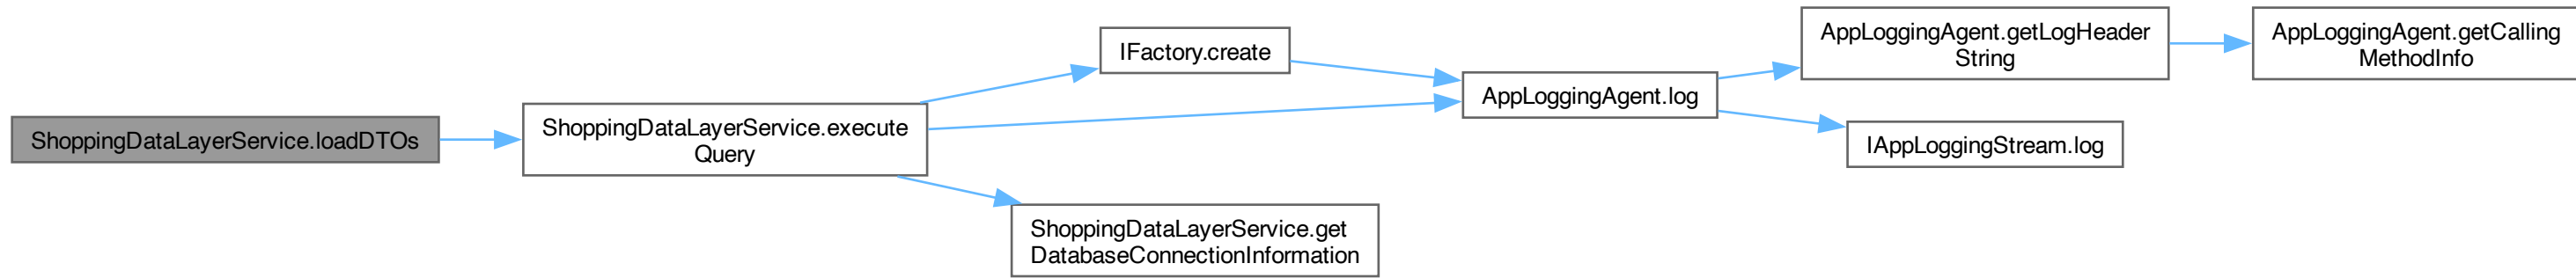 ShoppingDataLayerService.loadDTOs
ShoppingDataLayerService.execute
Query
IFactory.create
ShoppingDataLayerService.get
DatabaseConnectionInformation
AppLoggingAgent.log
AppLoggingAgent.getLogHeader
String
IAppLoggingStream.log
AppLoggingAgent.getCalling
MethodInfo